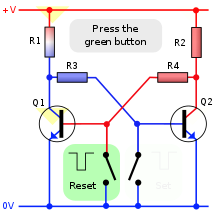 +V
Press the
green button
R1
R2
R3
R4
Q1
Q2
Reset
Set
0V